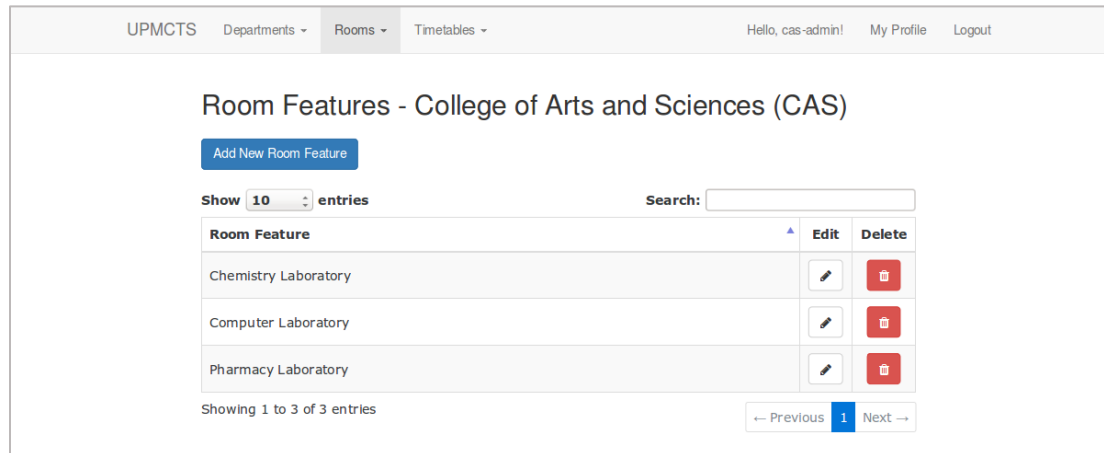 UPMCTS Departments Rooms Timetables Hello, cas-admin! My Profile Logout
Room Features - College of Arts and Sciences (CAS)
Add New Room Feature
Show 10 entries Search:
Room Feature Edit Delete
Chemistry Laboratory
Computer Laboratory
Pharmacy Laboratory
Showing 1 to 3 of 3 entries
← Previous 1 Next →